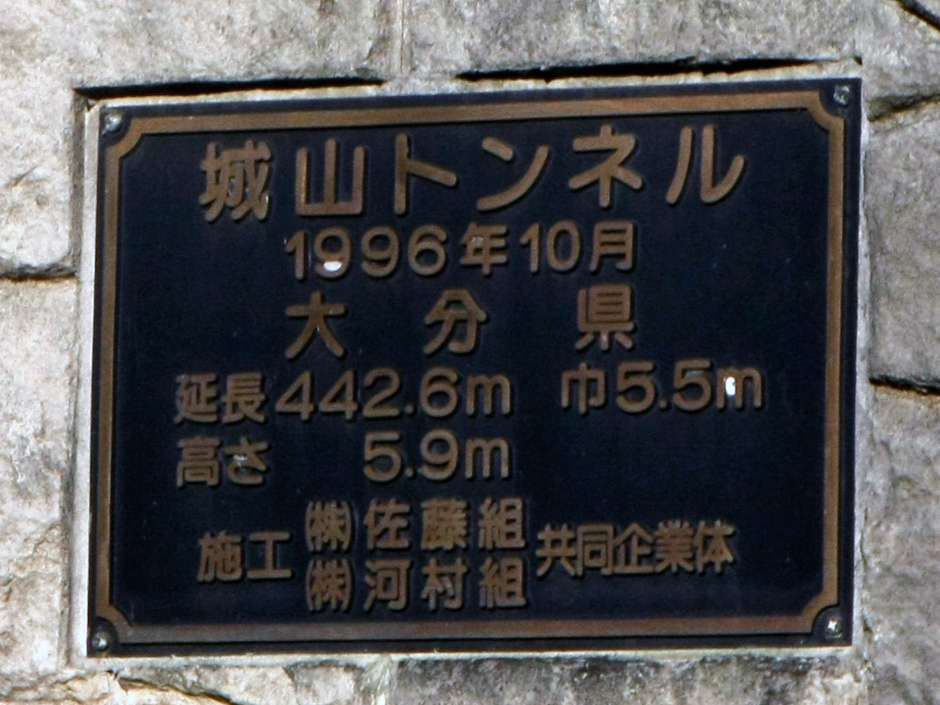 城山トンネル
1996年10月
大分県
延長442.6m 巾5.5m
高さ 5.9m
施工 ㈱佐藤組 ㈱河村組 共同企業体